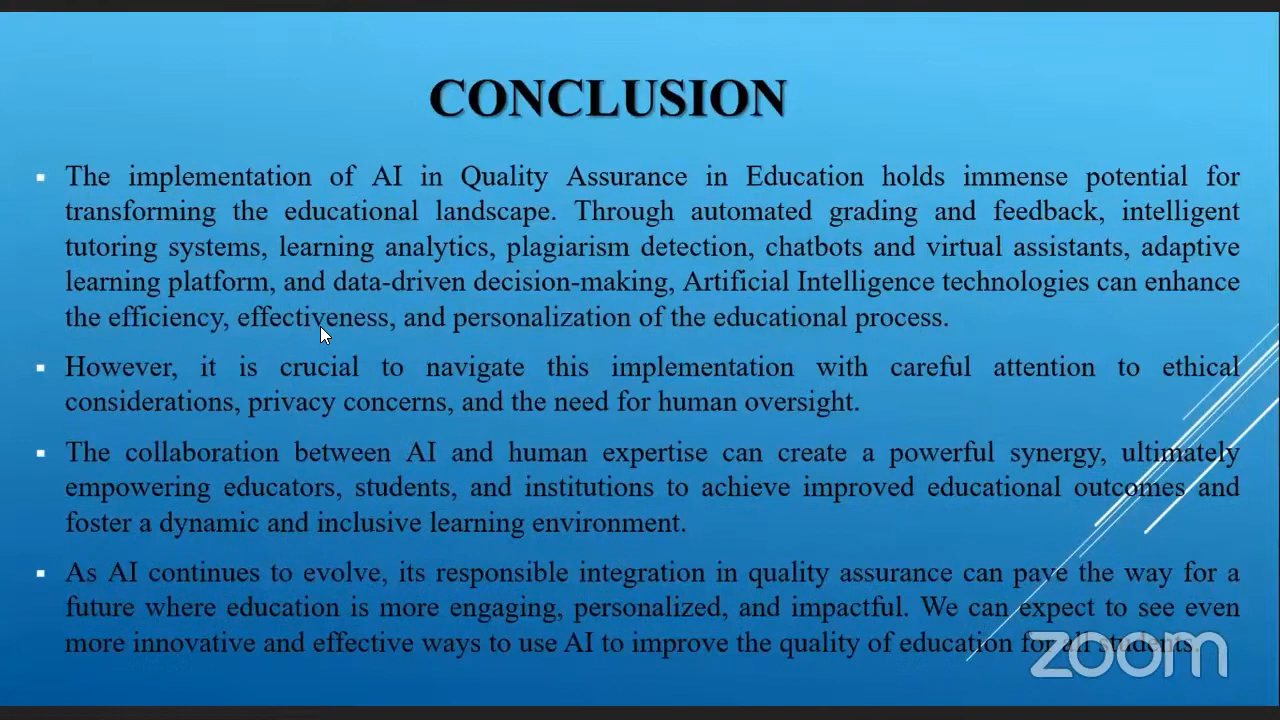 CONCLUSION
The implementation of AI in Quality Assurance in Education holds immense potential for
transforming the educational landscape. Through automated grading and feedback, intelligent
tutoring systems, learning analytics, plagiarism detection, chatbots and virtual assistants, adaptive
learning platform, and data-driven decision-making, Artificial Intelligence technologies can enhance
the efficiency, effectiveness, and personalization of the educational process.
However, it is crucial to navigate this implementation with careful attention to ethical
considerations, privacy concerns, and the need for human oversight.
The collaboration between AI and human expertise can create a powerful synergy, ultimately
empowering educators, students, and institutions to achieve improved educational outcomes and
foster a dynamic and inclusive learning environment.
As AI continues to evolve, its responsible integration in quality assurance can pave the way for a
future where education is more engaging, personalized, and impactful. We can expect to see even
more innovative and effective ways to use AI to improve the quality of education for all students.
zoom